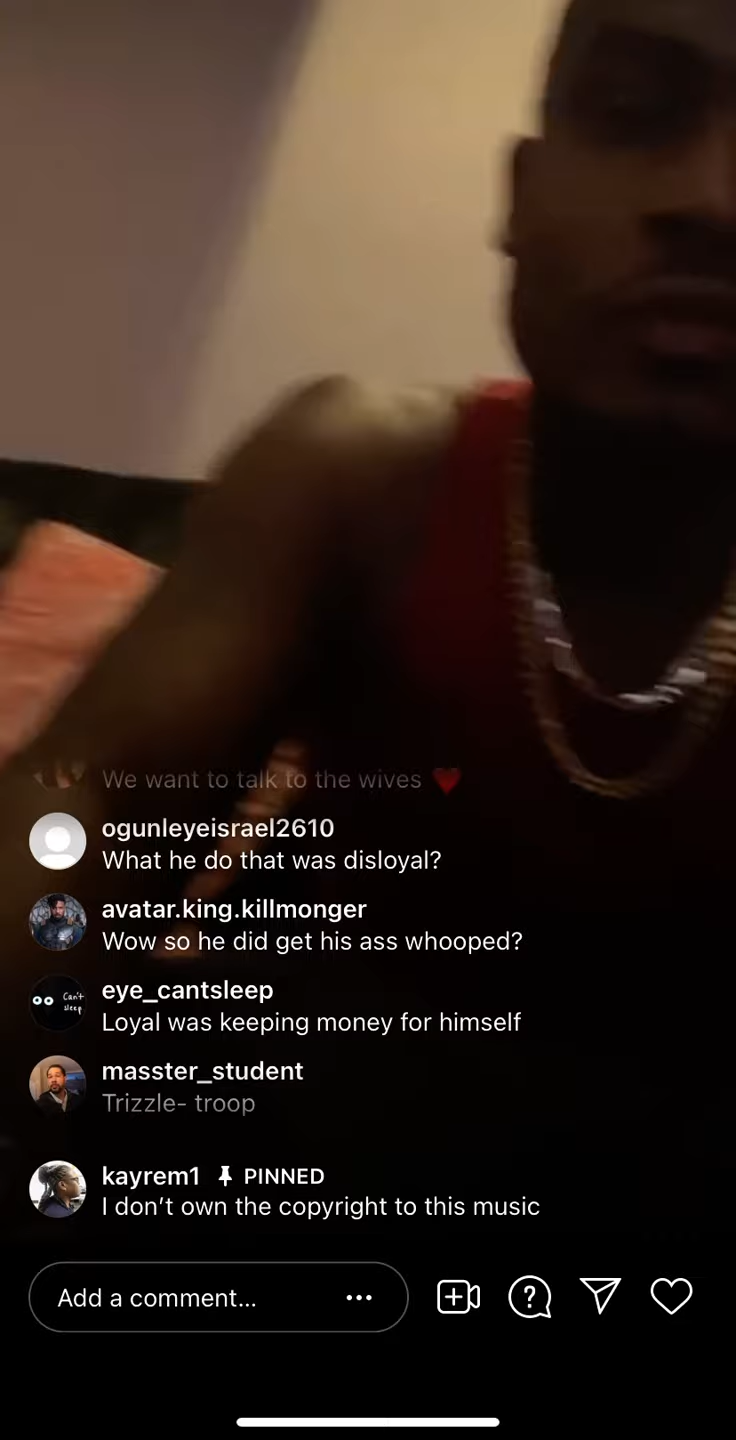 We want to talk to the wives ❤️
ogunleyeisrael2610
What he do that was disloyal?
avatar.king.killmonger
Wow so he did get his ass whooped?
Can't
sleep
eye_cantsleep
Loyal was keeping money for himself
masster_student
Trizzle- troop
kayrem1 PINNED
I don’t own the copyright to this music
Add a comment...